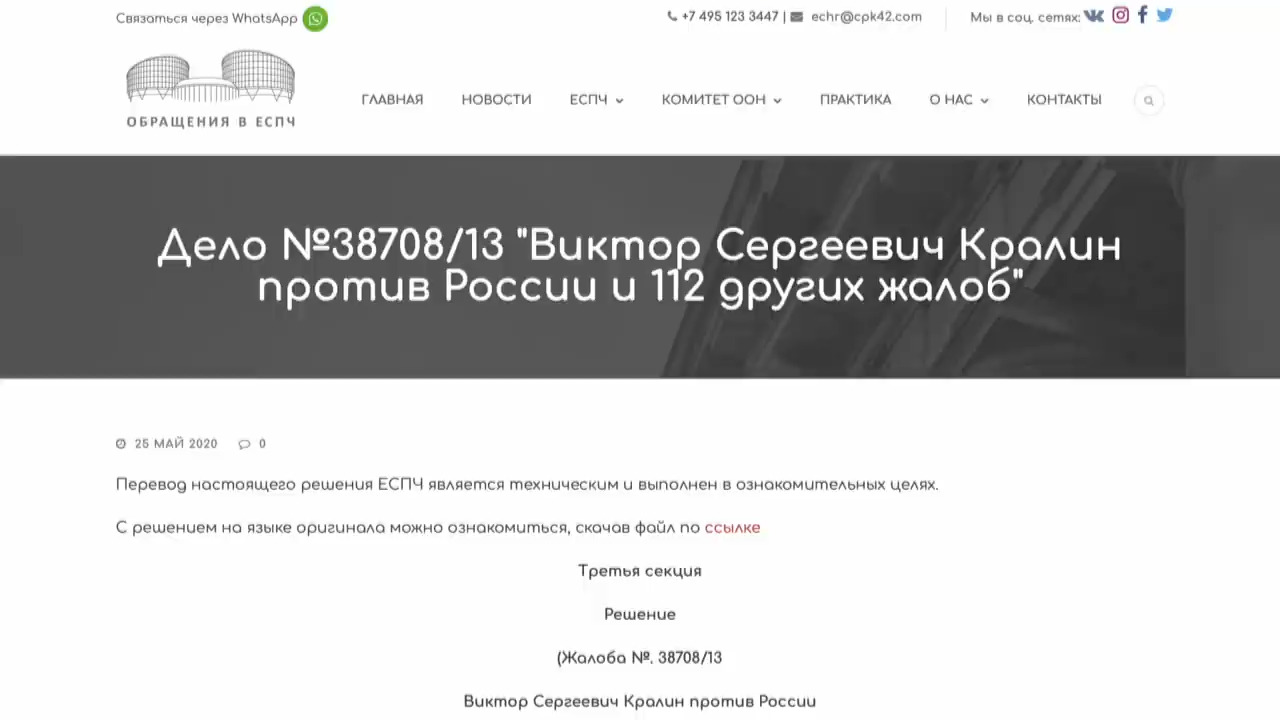 Связаться через WhatsApp
+7 495 123 3447 | echr@cpk42.com
Мы в соц. сетях:
ОБРАЩЕНИЯ В ЕСПЧ
ГЛАВНАЯ НОВОСТИ ЕСПЧ КОМИТЕТ ООН ПРАКТИКА О НАС КОНТАКТЫ
Дело №38708/13 "Виктор Сергеевич Кралин
против России и 112 других жалоб"
25 МАЙ 2020 0
Перевод настоящего решения ЕСПЧ является техническим и выполнен в ознакомительных целях.
С решением на языке оригинала можно ознакомиться, скачав файл по ссылке
Третья секция
Решение
(Жалоба №. 38708/13
Виктор Сергеевич Кралин против России